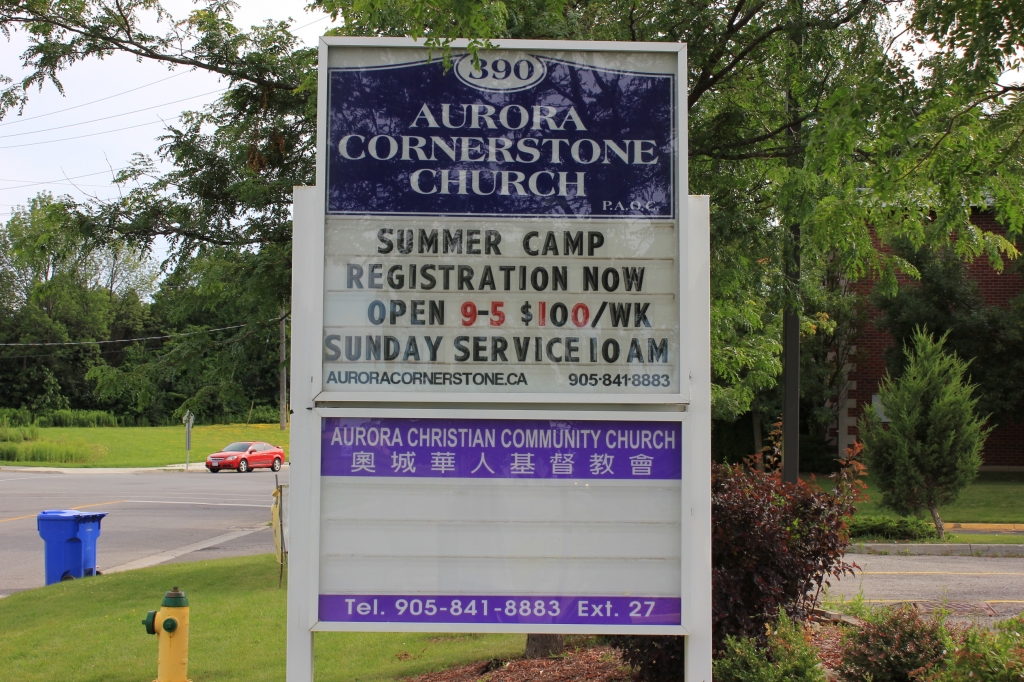 390
AURORA
CORNERSTONE
CHURCH
P.A.O.C.
SUMMER CAMP
REGISTRATION NOW
OPEN 9-5 $100/WK
SUNDAY SERVICE 10 AM
AURORACORNERSTONE.CA 905-841-8883
AURORA CHRISTIAN COMMUNITY CHURCH
奧城華人基督教會
Tel. 905-841-8883 Ext. 27